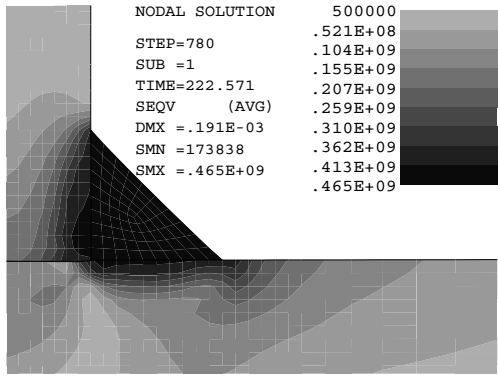 NODAL SOLUTION
STEP=780
SUB =1
TIME=222.571
SEQV (AVG)
DMX =.191E-03
SMN =173838
SMX =.465E+09
500000
.521E+08
.104E+09
.155E+09
.207E+09
.259E+09
.310E+09
.362E+09
.413E+09
.465E+09